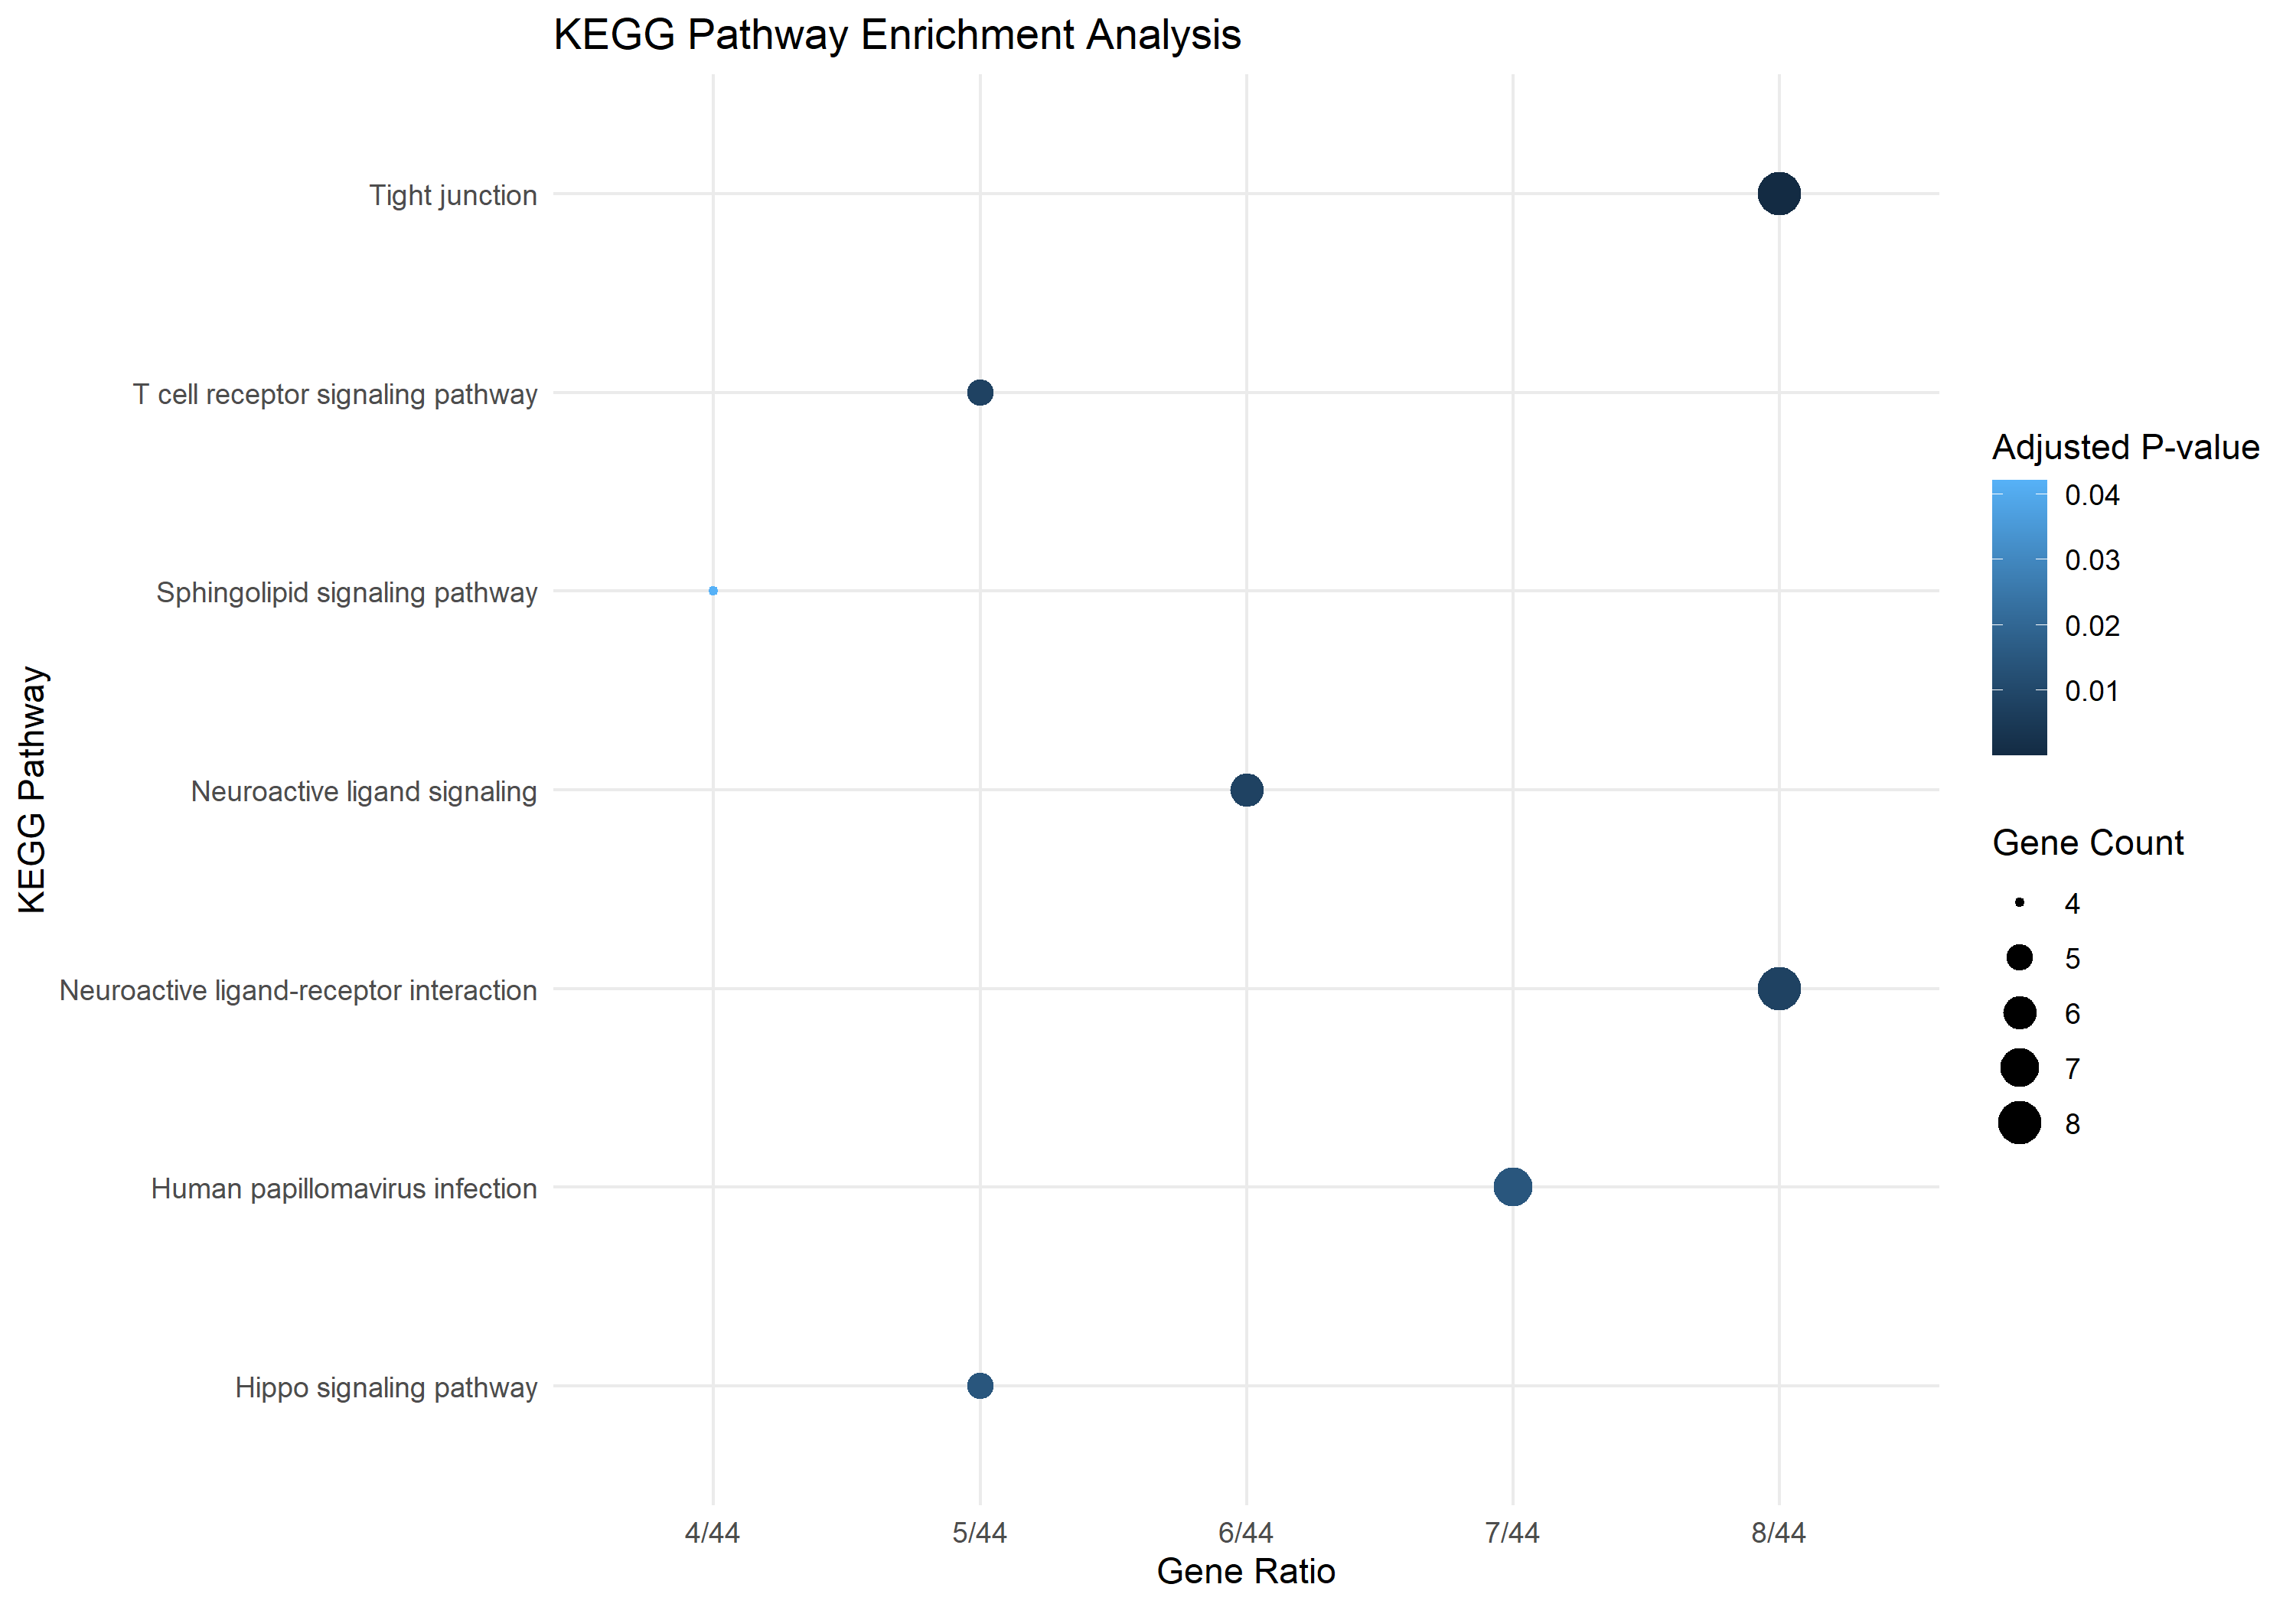 KEGG Pathway Enrichment Analysis
KEGG Pathway
Tight junction
T cell receptor signaling pathway
Sphingolipid signaling pathway
Neuroactive ligand signaling
Neuroactive ligand-receptor interaction
Human papillomavirus infection
Hippo signaling pathway
4/44 5/44 6/44 7/44 8/44
Gene Ratio
Adjusted P-value
0.04
0.03
0.02
0.01
Gene Count
4
5
6
7
8